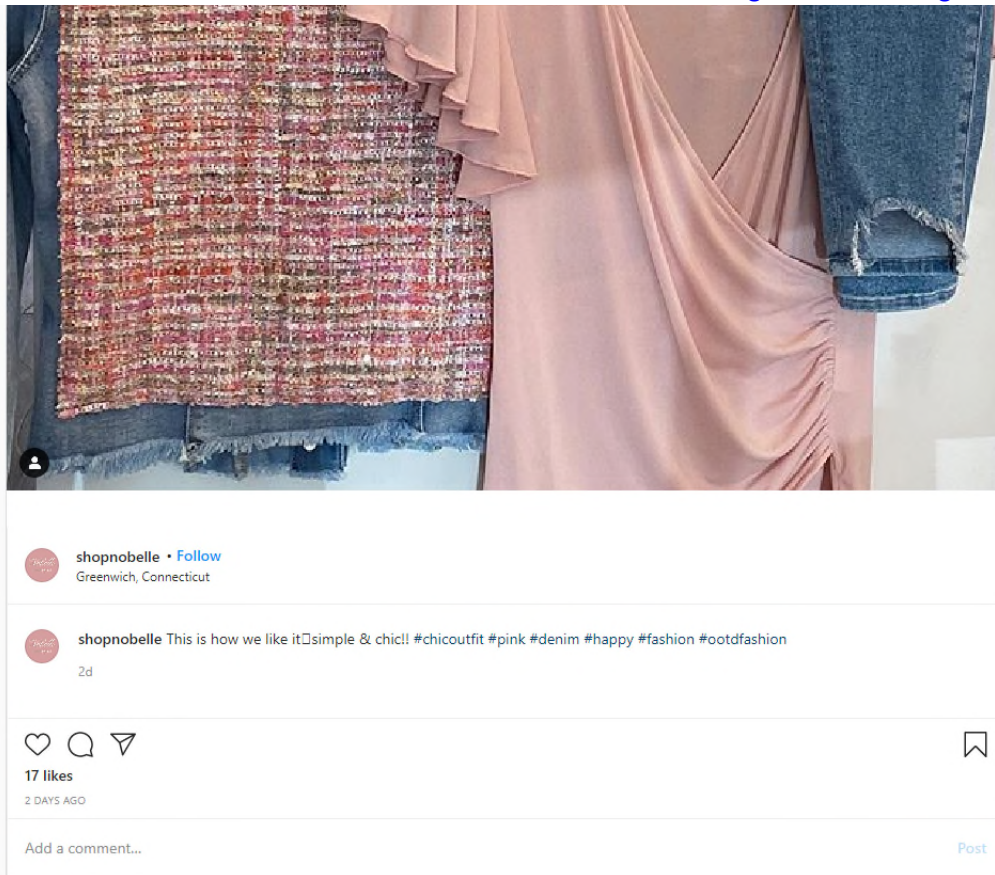 shopnobelle • Follow
Greenwich, Connecticut
shopnobelle This is how we like it□simple & chic!! #chicoutfit #pink #denim #happy #fashion #ootdfashion
2d
17 likes
2 DAYS AGO
Add a comment...
Post